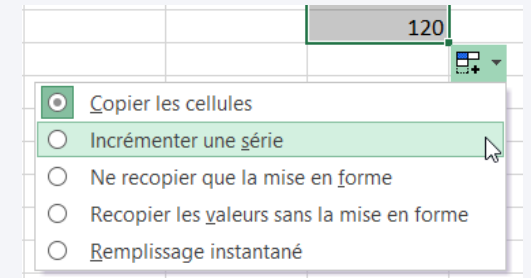 120
Copier les cellules
Incrémenter une série
Ne recopier que la mise en forme
Recopier les valeurs sans la mise en forme
Remplissage instantané